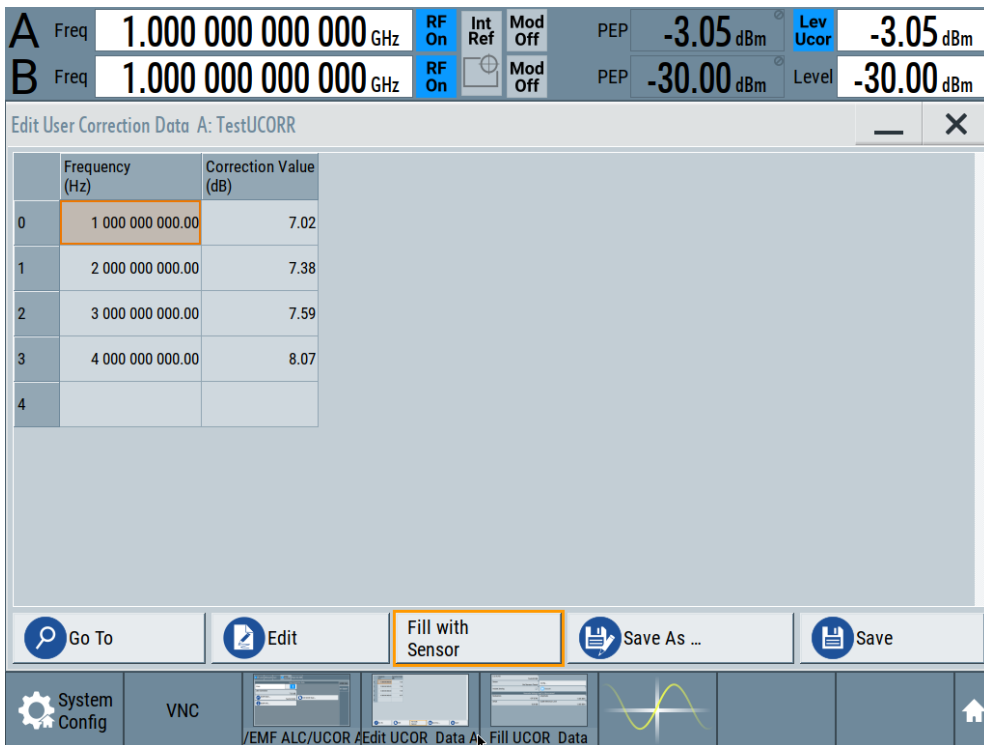 A Freq 1.000 000 000 000 GHz RF On Int Ref Mod Off PEP -3.05 dBm Lev Ucor -3.05 dBm
B Freq 1.000 000 000 000 GHz RF On Mod Off PEP -30.00 dBm Level -30.00 dBm
Edit User Correction Data A: TestUCORR
Frequency (Hz) Correction Value (dB)
0 1 000 000 000.00 7.02
1 2 000 000 000.00 7.38
2 3 000 000 000.00 7.59
3 4 000 000 000.00 8.07
4
Go To Edit Fill with Sensor Save As ... Save
System Config VNC /EMF ALC/UCOR Edit UCOR Data A Fill UCOR Data